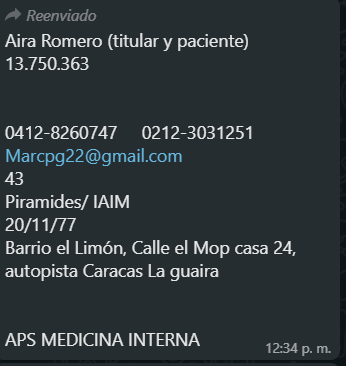 Reenviado
Aira Romero (titular y paciente)
13.750.363
0412-8260747 0212-3031251
Marcpg22@gmail.com
43
Piramides/ IAIM
20/11/77
Barrio el Limón, Calle el Mop casa 24,
autopista Caracas La guaira
APS MEDICINA INTERNA
12:34 p. m.